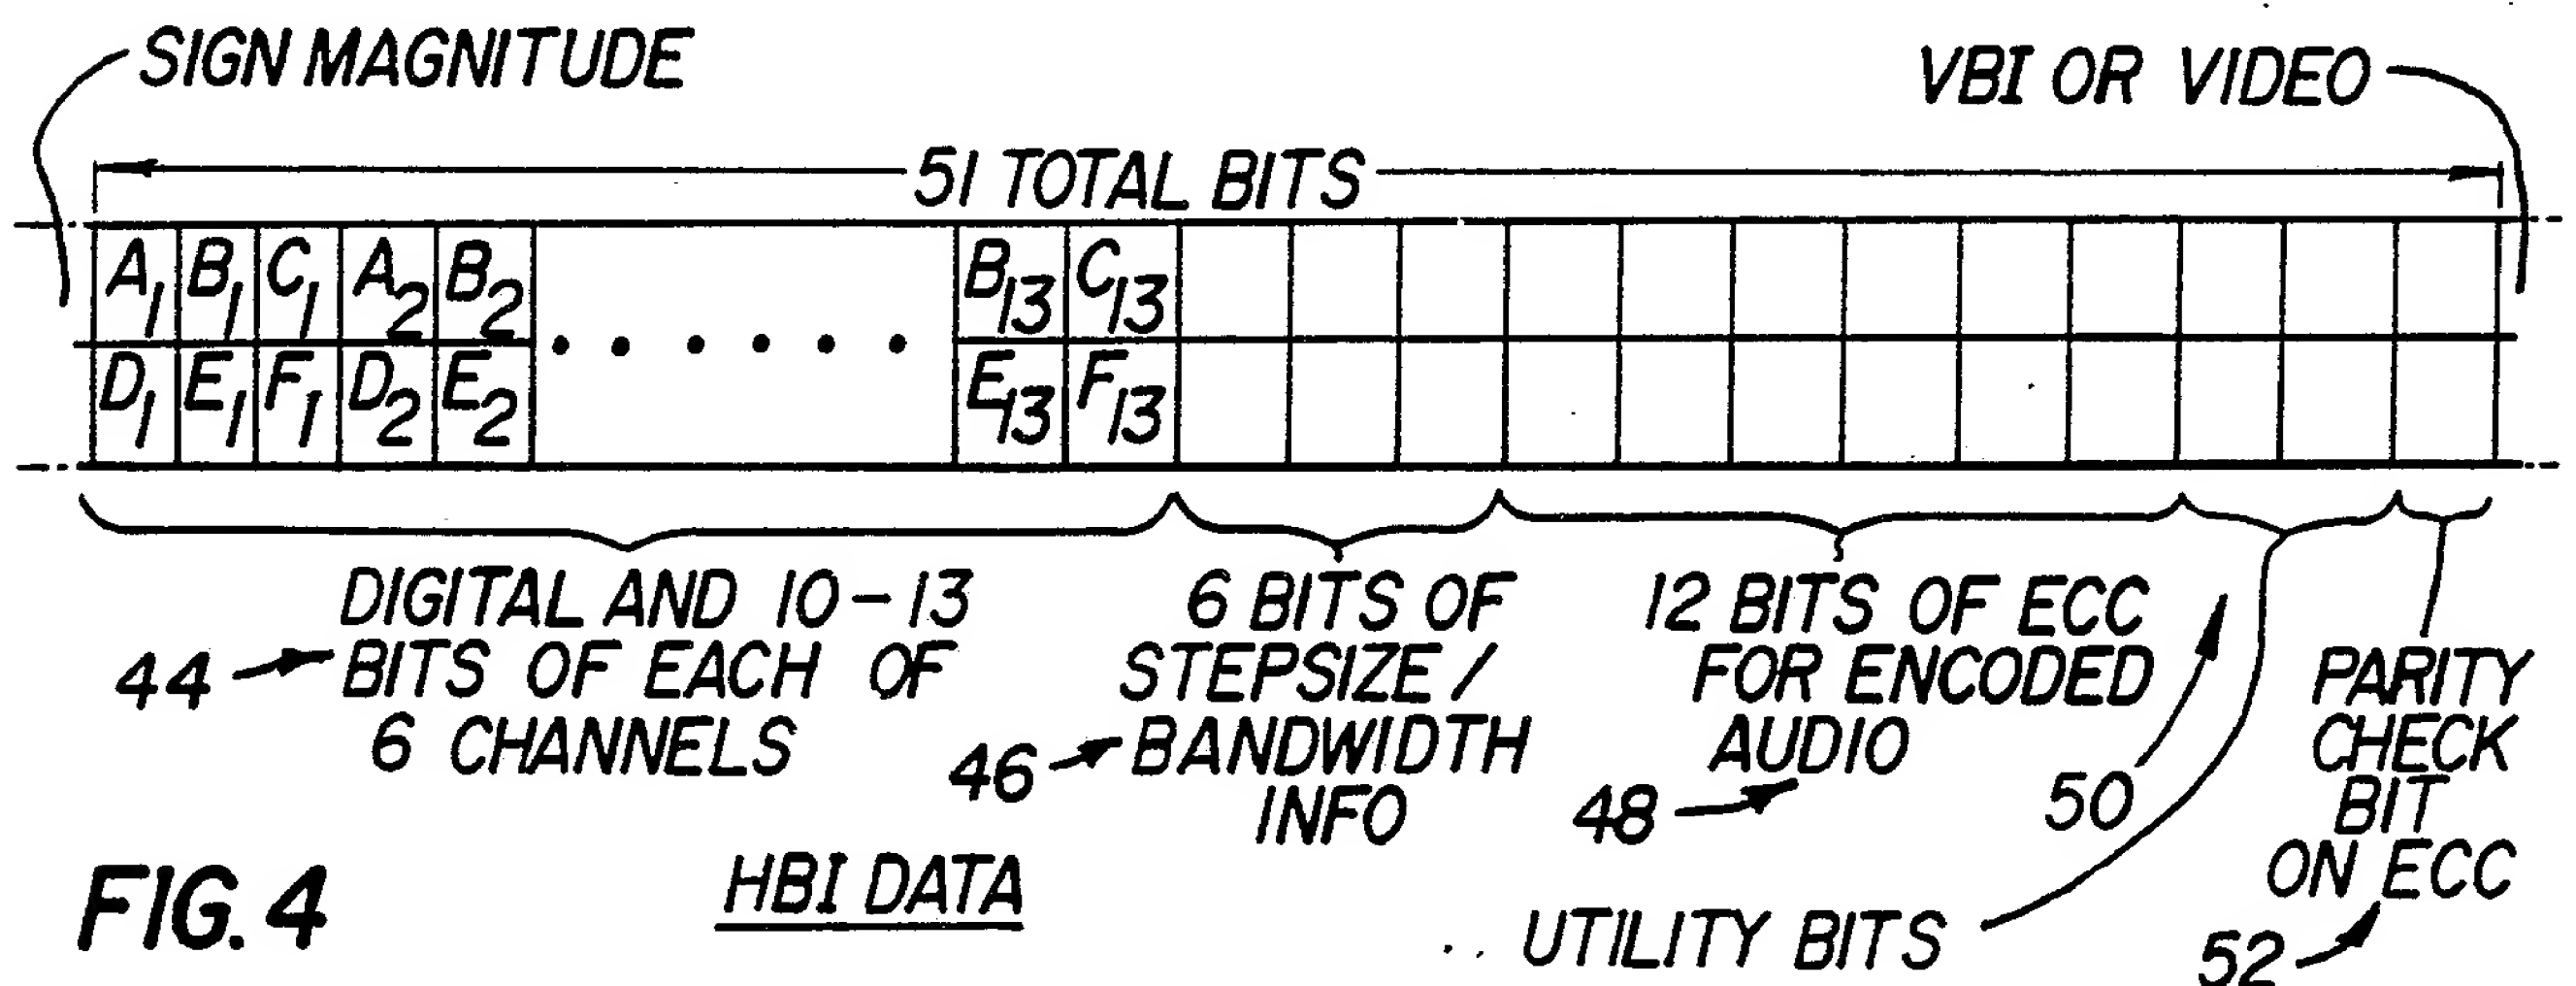 SIGN MAGNITUDE
VBI OR VIDEO
51 TOTAL BITS
A1 B1 C1 A2 B2 . . . . . . B13 C13
D1 E1 F1 D2 E2 E13 F13
DIGITAL AND 10-13
BITS OF EACH OF
6 CHANNELS
44
6 BITS OF
STEPSIZE /
BANDWIDTH
INFO
46
12 BITS OF ECC
FOR ENCODED
AUDIO
48
50
UTILITY BITS
PARITY
CHECK
BIT
ON ECC
52
HBI DATA
FIG. 4